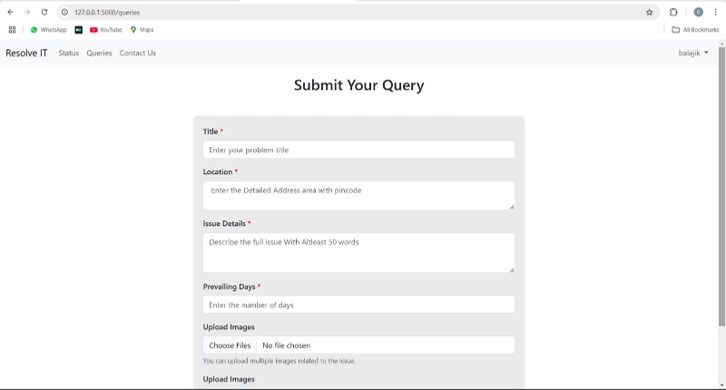 127.0.0.1:5000/queries
WhatsApp YouTube Maps All Bookmarks
Resolve IT Status Queries Contact Us balajik
Submit Your Query
Title *
Enter your problem title
Location *
Enter the Detailed Address area with pincode
Issue Details *
Describe the full issue With Altleast 50 words
Prevailing Days *
Enter the number of days
Upload Images
Choose Files No file chosen
You can upload multiple images related to the issue.
Upload Images